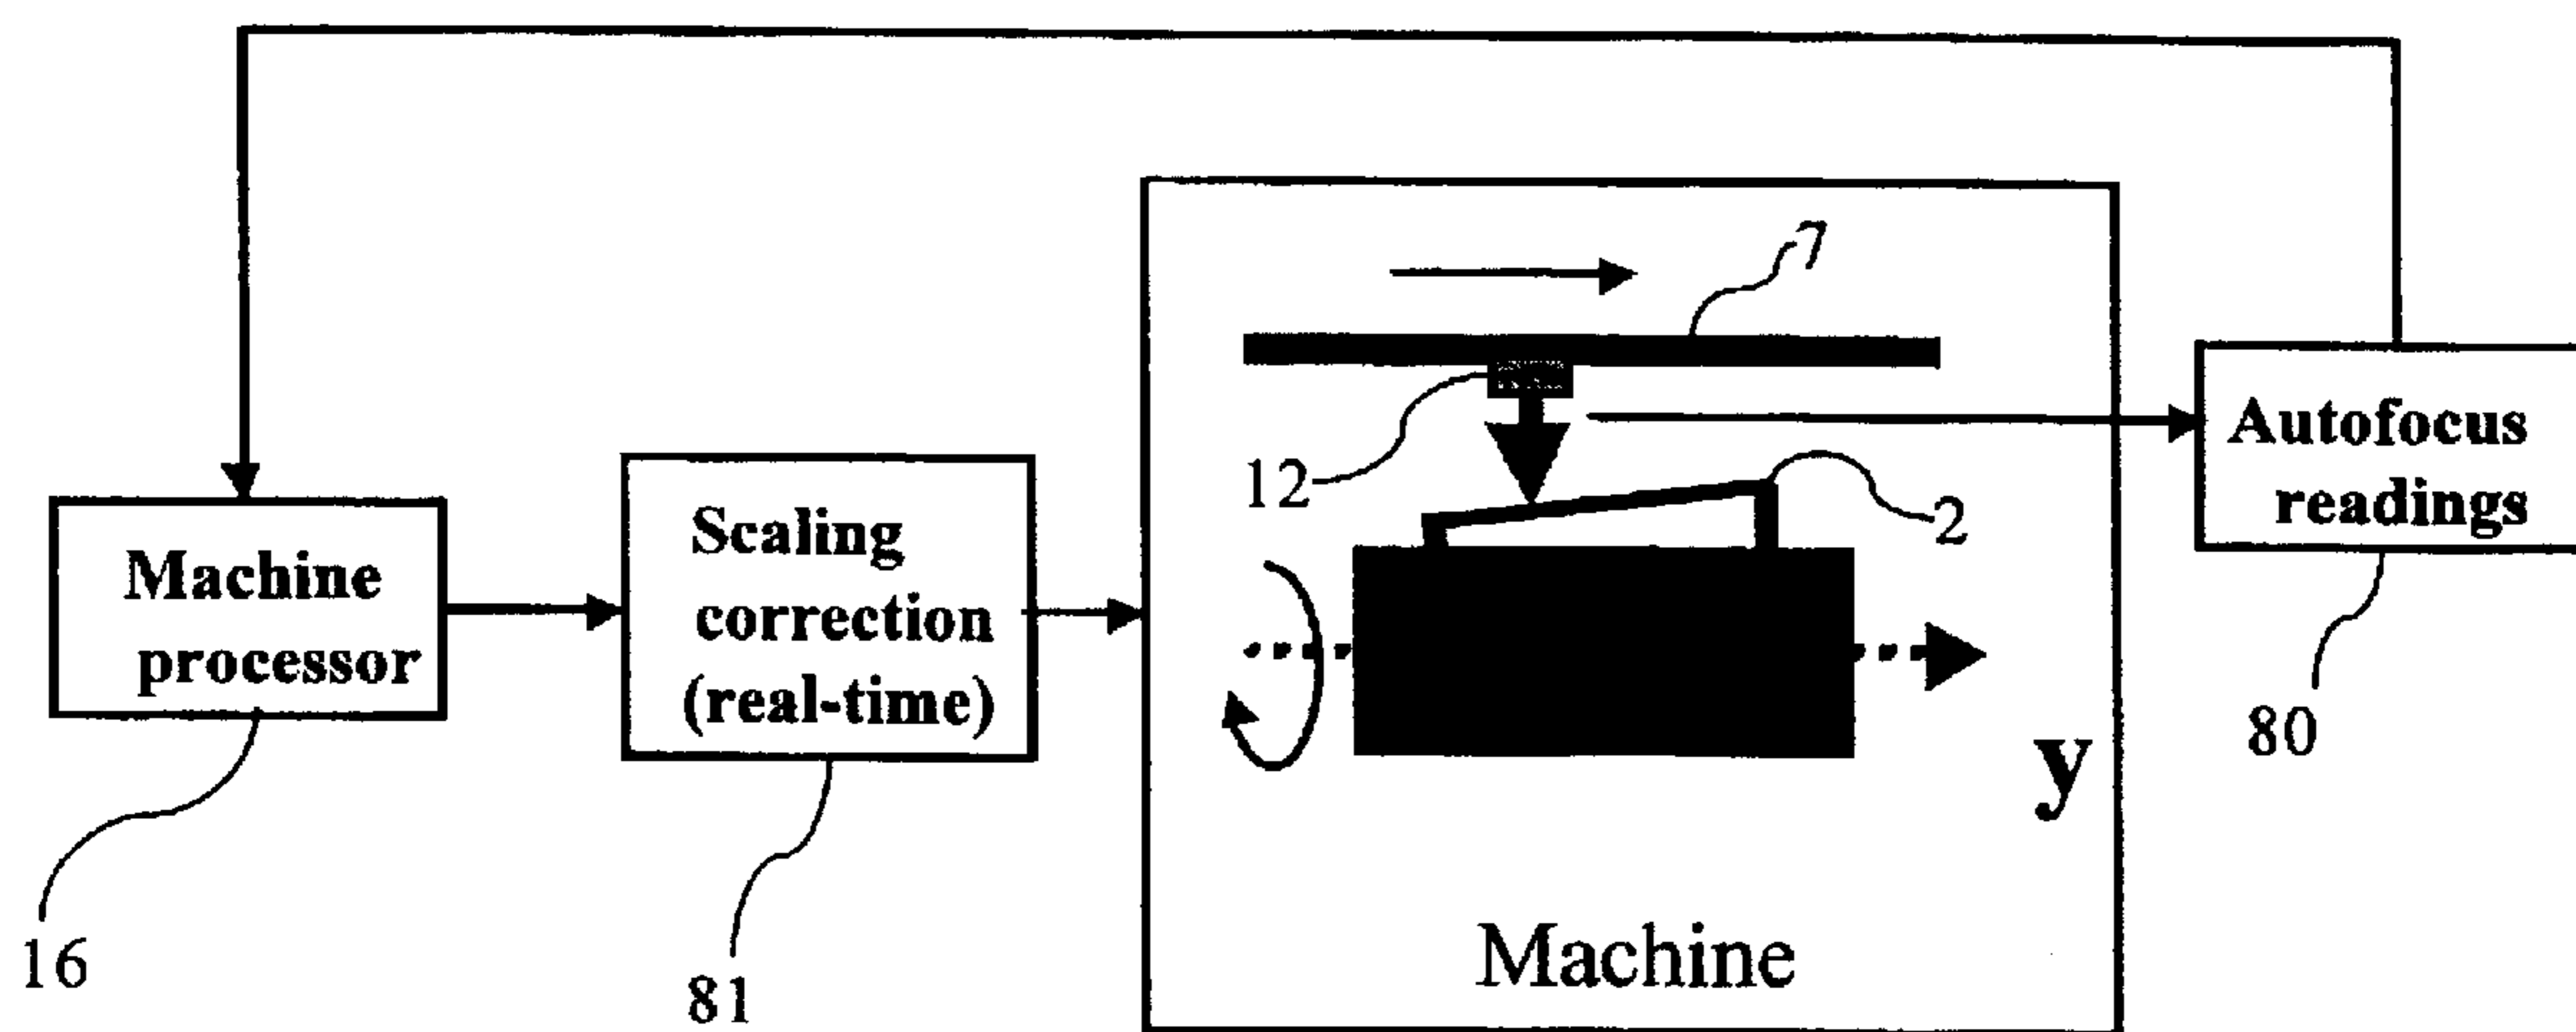 7
12
2
Autofocus
readings
80
Machine
processor
16
Scaling
correction
(real-time)
81
y
Machine